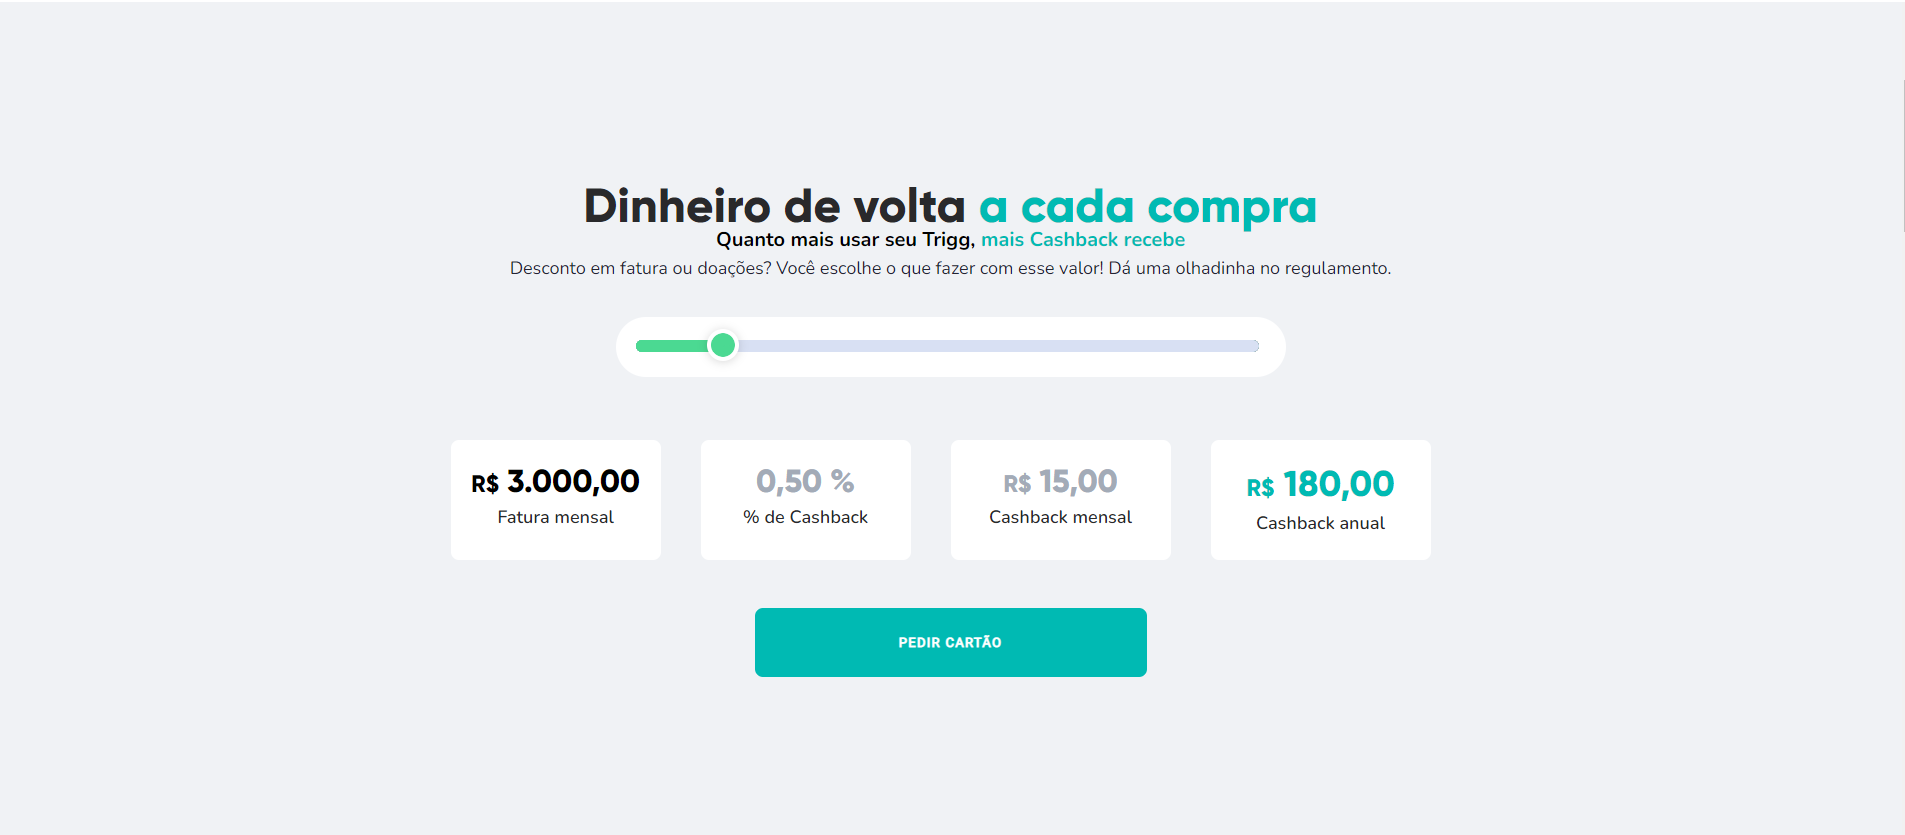 Dinheiro de volta a cada compra
Quanto mais usar seu Trigg, mais Cashback recebe
Desconto em fatura ou doações? Você escolhe o que fazer com esse valor! Dá uma olhadinha no regulamento.
R$ 3.000,00
Fatura mensal
0,50 %
% de Cashback
R$ 15,00
Cashback mensal
R$ 180,00
Cashback anual
PEDIR CARTÃO